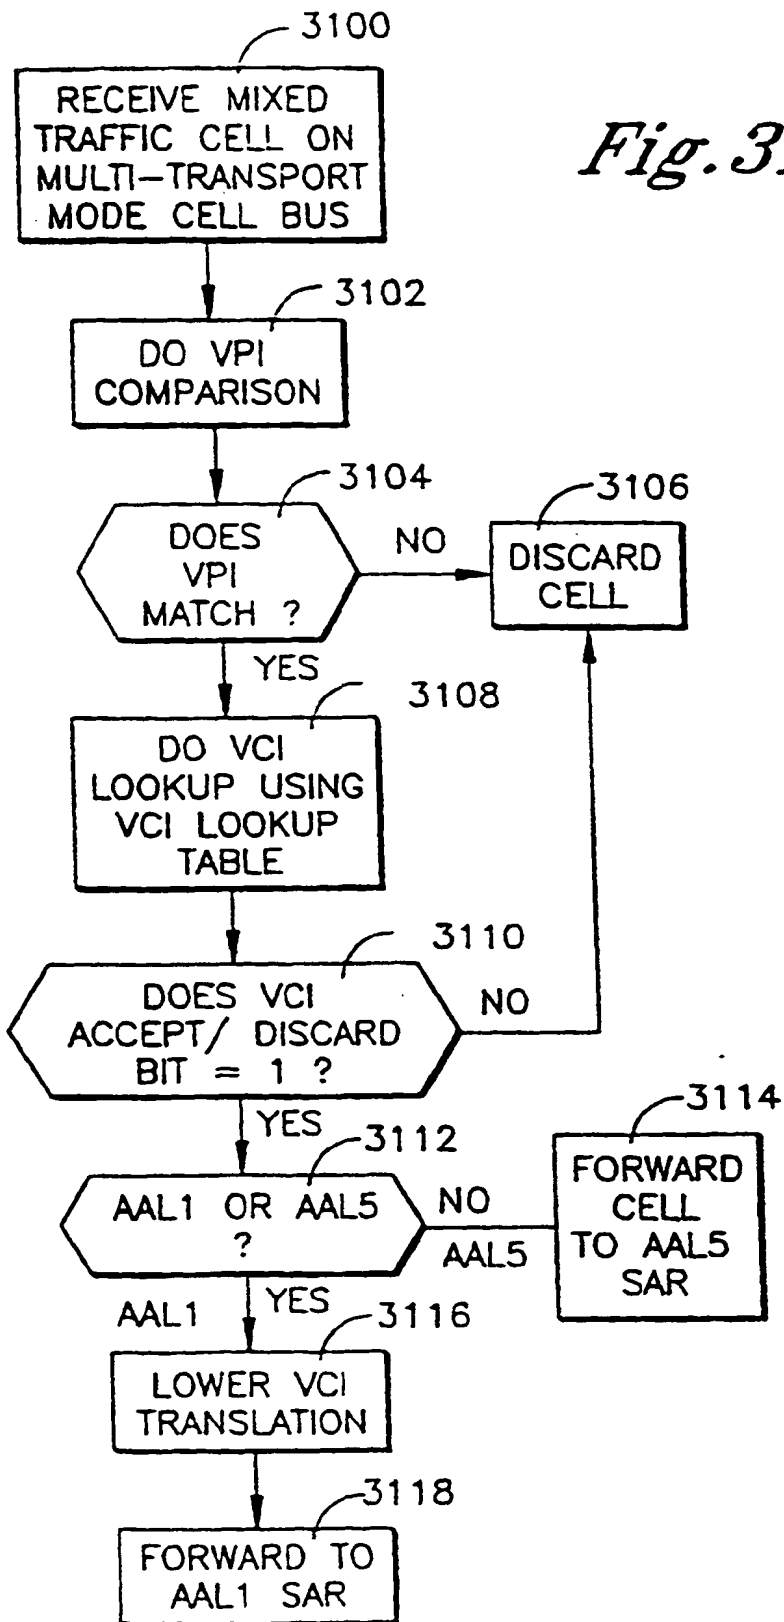 3100
RECEIVE MIXED
TRAFFIC CELL ON
MULTI-TRANSPORT
MODE CELL BUS
Fig. 3
3102
DO VPI
COMPARISON
3104
DOES
VPI
MATCH ?
NO
3106
DISCARD
CELL
YES
3108
DO VCI
LOOKUP USING
VCI LOOKUP
TABLE
3110
DOES VCI
ACCEPT/ DISCARD
BIT = 1 ?
NO
YES
3112
AAL1 OR AAL5
?
NO
AAL5
3114
FORWARD
CELL
TO AAL5
SAR
AAL1
YES
3116
LOWER VCI
TRANSLATION
3118
FORWARD TO
AAL1 SAR